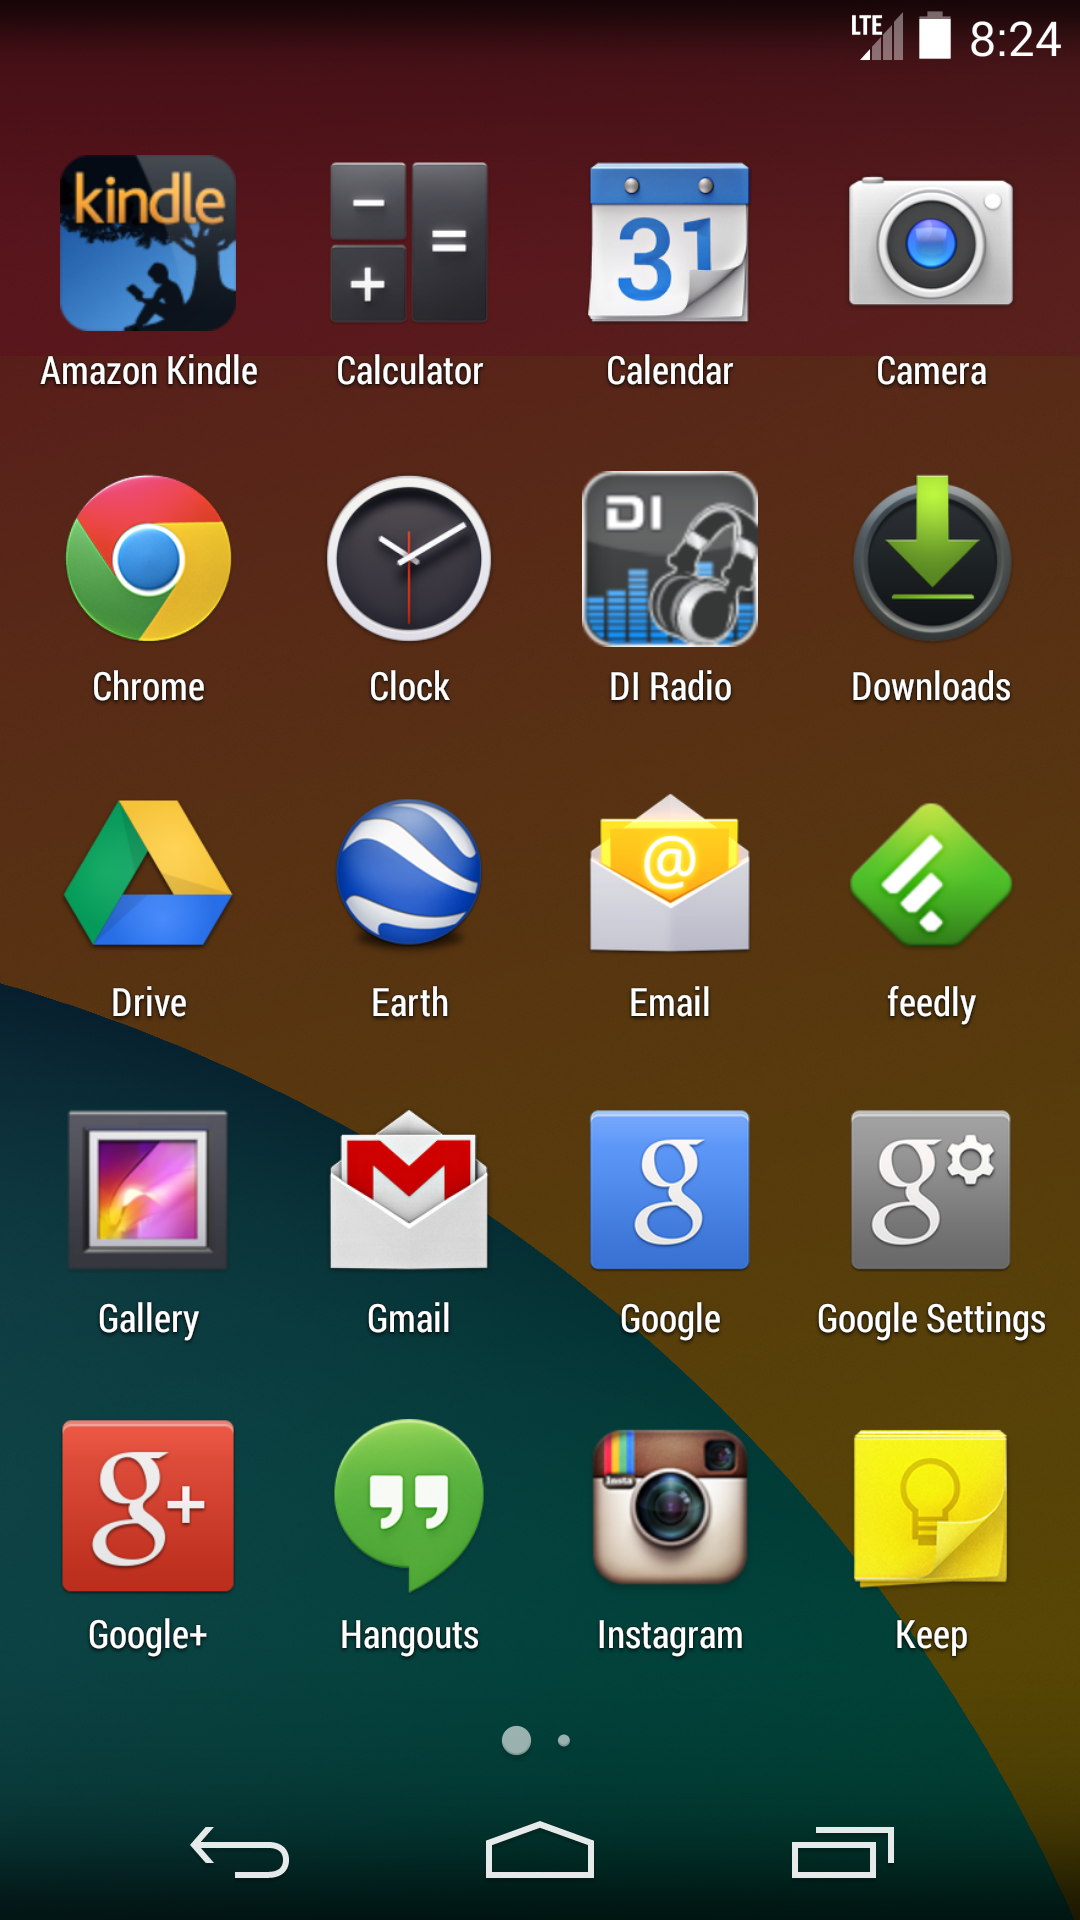 LTE 8:24
kindle
31
Amazon Kindle Calculator Calendar Camera
DI
Chrome Clock DI Radio Downloads
@
Drive Earth Email feedly
g g
Gallery Gmail Google Google Settings
g+ Insta
Google+ Hangouts Instagram Keep